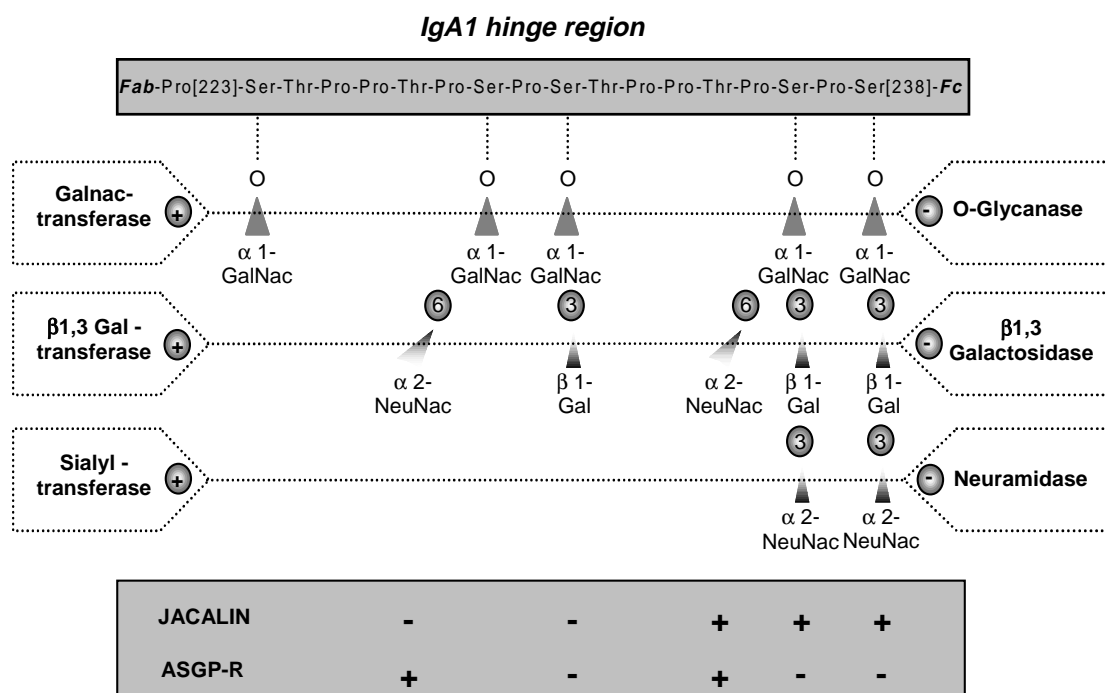 IgA1 hinge region
Fab-Pro[223]-Ser-Thr-Pro-Pro-Thr-Pro-Ser-Pro-Ser-Thr-Pro-Pro-Thr-Pro-Ser-Pro-Ser[238]-Fc
O O O O O
Galnac-
transferase
+
-
O-Glycanase
α 1- α 1- α 1- α 1- α 1-
GalNac GalNac GalNac GalNac GalNac
6 3 6 3 3
β1,3 Gal -
transferase
+
-
β1,3
Galactosidase
α 2- β 1- α 2- β 1- β 1-
NeuNac Gal NeuNac Gal Gal
3 3
Sialyl -
transferase
+
-
Neuramidase
α 2- α 2-
NeuNac NeuNac
JACALIN - - + + +
ASGP-R + - + - -